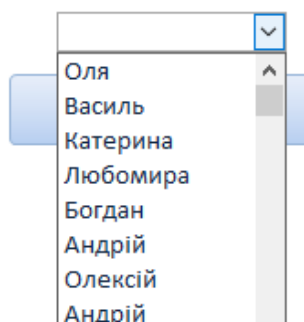 Оля
Василь
Катерина
Любомира
Богдан
Андрій
Олексій
Андрій